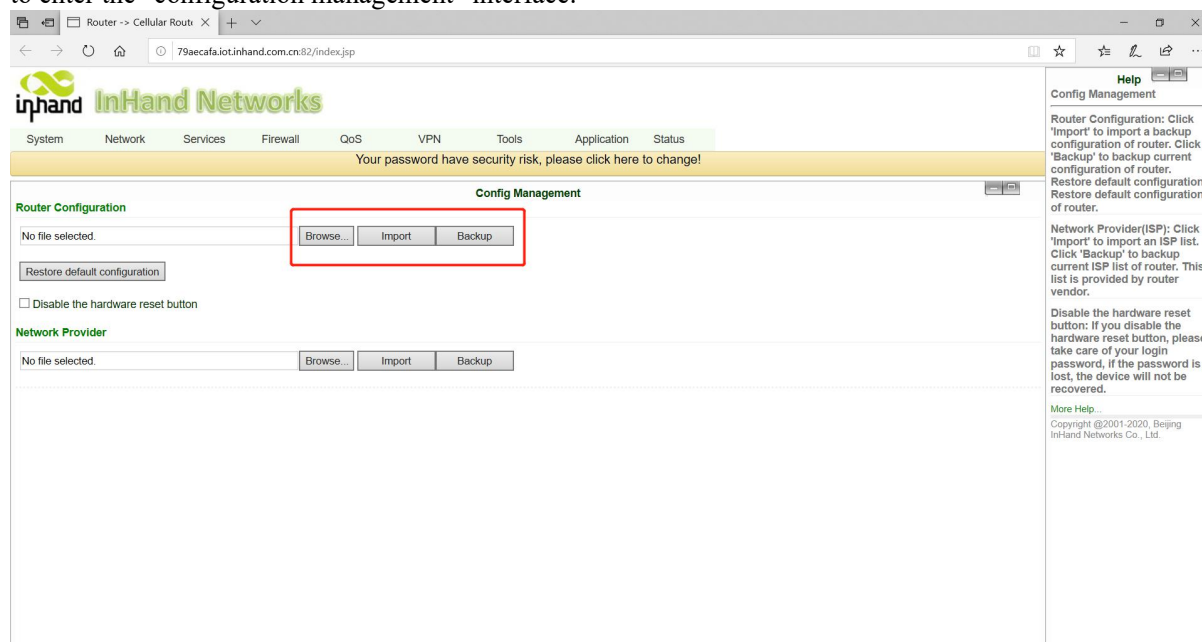 to enter the "configuration management" interface.
Router -> Cellular Route
79aecafa.iot.inhand.com.cn:82/index.jsp
inhand InHand Networks
System Network Services Firewall QoS VPN Tools Application Status
Your password have security risk, please click here to change!
Config Management
Router Configuration
No file selected. Browse... Import Backup
Restore default configuration
Disable the hardware reset button
Network Provider
No file selected. Browse... Import Backup
Help
Config Management
Router Configuration: Click
'Import' to import a backup
configuration of router. Click
'Backup' to backup current
configuration of router.
Restore default configuration
Restore default configuration
of router.
Network Provider(ISP): Click
'Import' to import an ISP list.
Click 'Backup' to backup
current ISP list of router. This
list is provided by router
vendor.
Disable the hardware reset
button: If you disable the
hardware reset button, please
take care of your login
password, if the password is
lost, the device will not be
recovered.
More Help...
Copyright @2001-2020, Beijing
InHand Networks Co., Ltd.